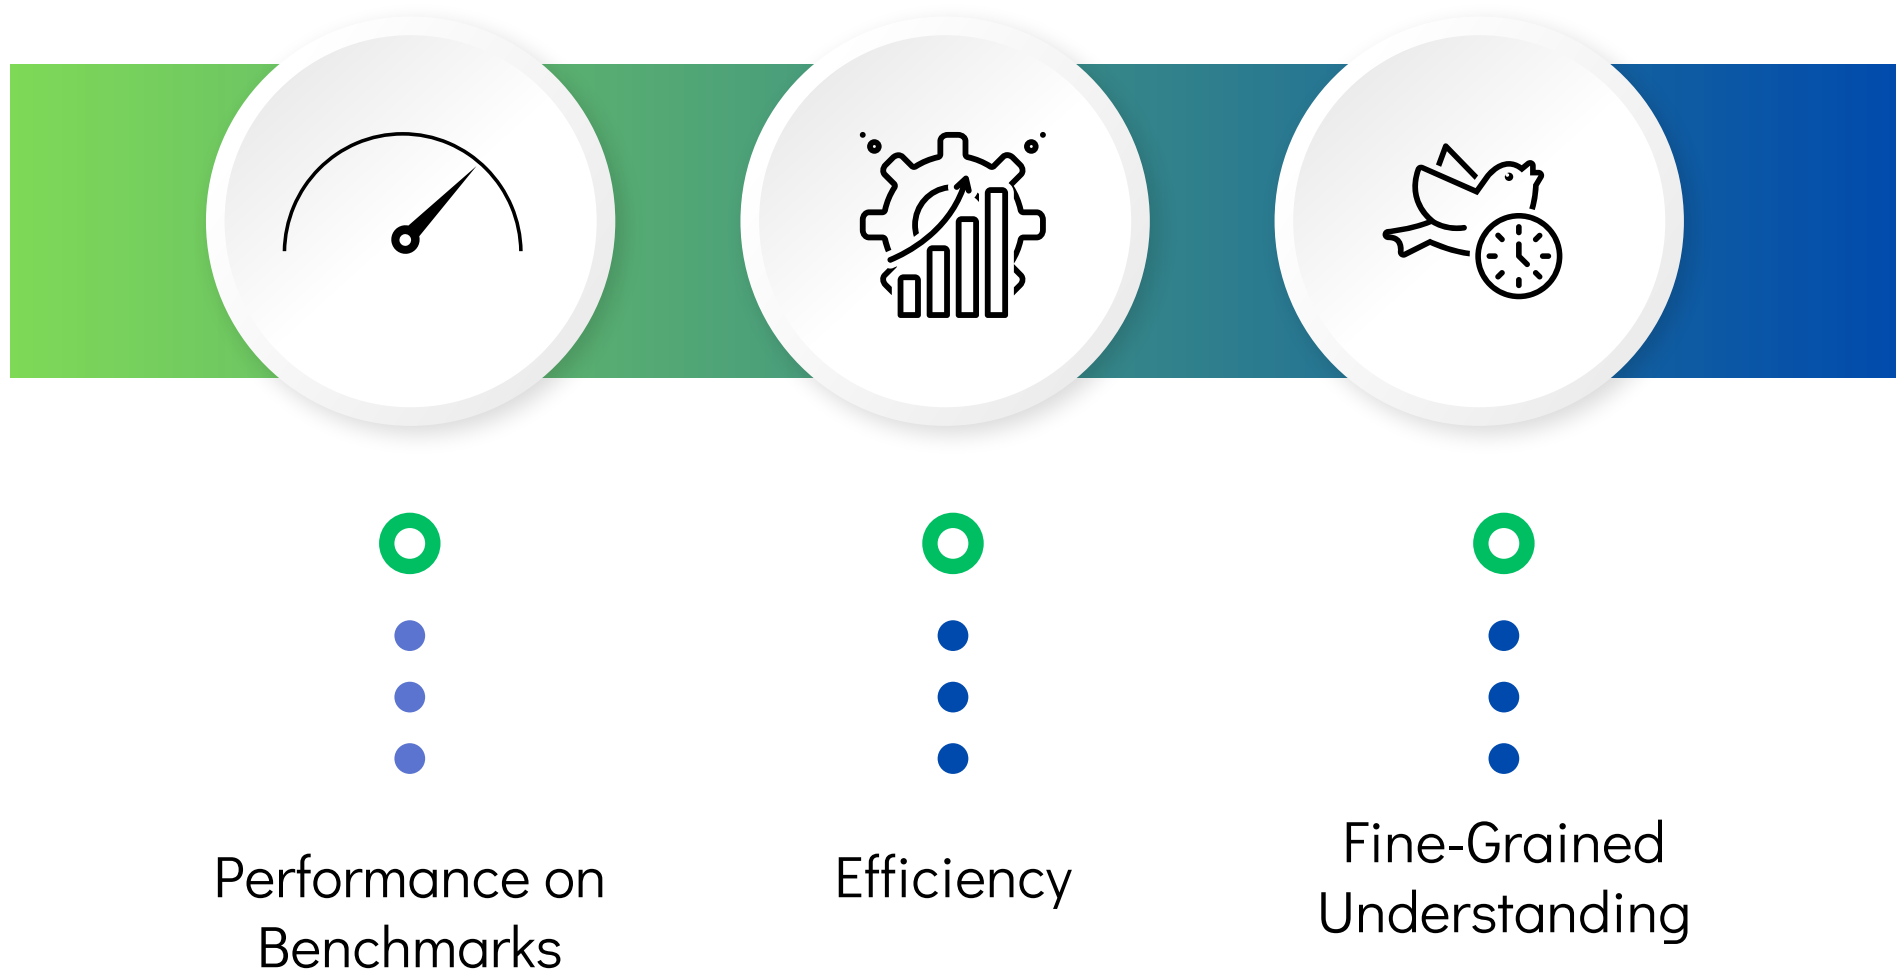 Performance on
Benchmarks
Efficiency
Fine-Grained
Understanding